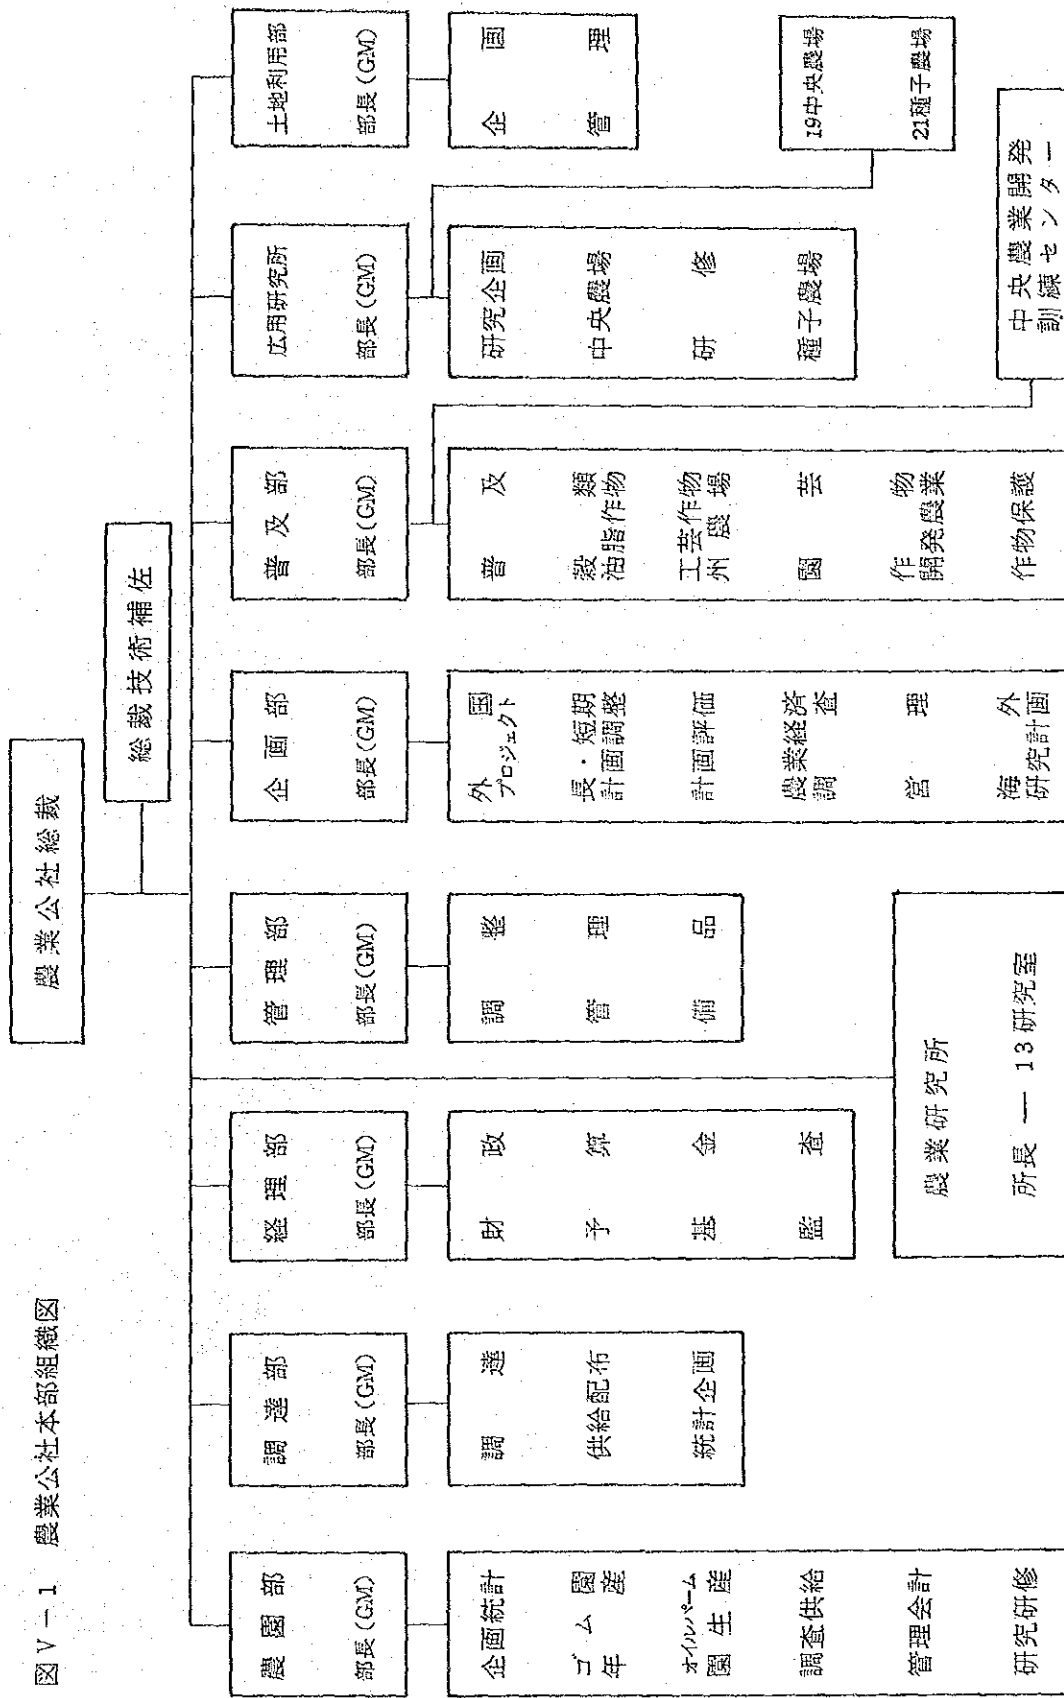 図Ⅴ－1 農業公社本部組織図
農業公社総裁
総裁技術補佐
農園部
部長(GM)
企画統計
ゴム園
年産
オイルパーム
園生産
調査供給
管理会計
研究研修
調達部
部長(GM)
調達
供給配布
統計企画
経理部
部長(GM)
財政
予算
基金
監査
農業研究所
所長 ― 13研究室
管理部
部長(GM)
調整
管理
備品
企画部
部長(GM)
外国
プロジェクト
長・短期
計画調整
計画評価
農業経済
調査
営理
海外
研究計画
普及部
部長(GM)
普及
穀類
油脂作物
工芸作物
州農場
園芸
作物
開発農業
作物保護
中央農業開発
訓練センター
広用研究所
部長(GM)
研究企画
中央農場
研修
種子農場
19中央農場
21種子農場
土地利用部
部長(GM)
企画
管理